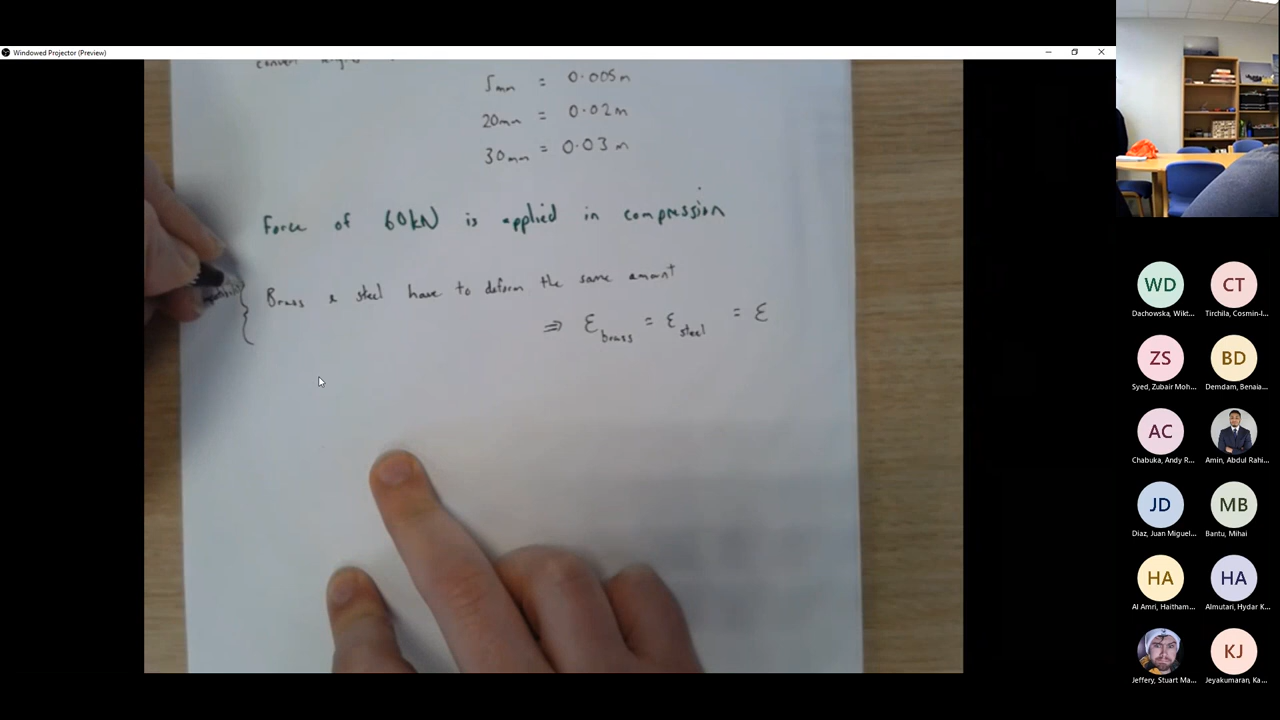 Windowed Projector (Preview)
convert
5mm = 0.005m
20mm = 0.02m
30mm = 0.03m
Force of 60kN is applied in compression
Brass & steel have to deform the same amount
⇒ ε brass = ε steel = ε
WD
CT
Dachowska, Wikt...
Tirchila, Cosmin-I...
ZS
BD
Syed, Zubair Moh...
Demdam, Benaia...
AC
Chabuka, Andy R...
Amin, Abdul Rahi...
JD
MB
Diaz, Juan Miguel...
Bantu, Mihai
HA
HA
Al Amri, Haitham...
Almutari, Hydar K...
KJ
Jeffery, Stuart Ma...
Jeyakumaran, Ka...